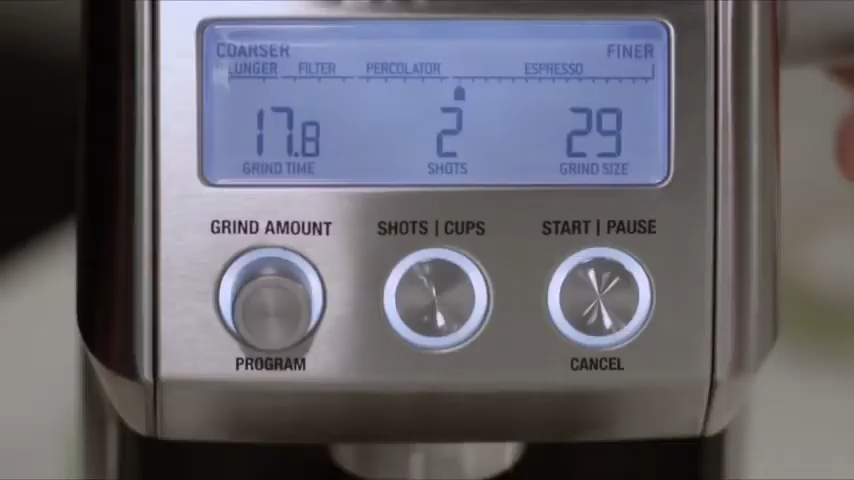 COARSER FINER
LUNGER FILTER PERCOLATOR ESPRESSO
17.8 2 29
GRIND TIME SHOTS GRIND SIZE
GRIND AMOUNT SHOTS | CUPS START | PAUSE
PROGRAM CANCEL